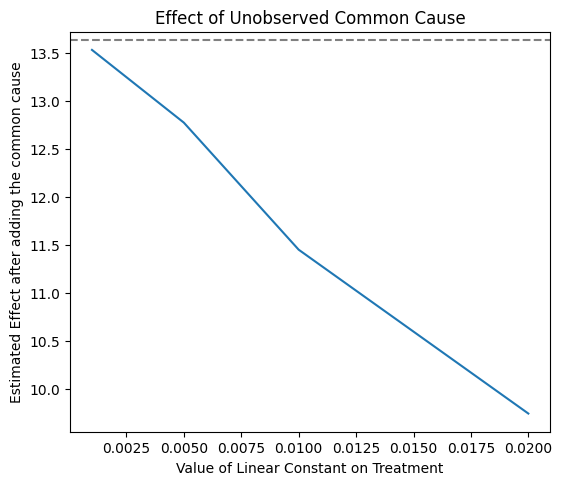 Effect of Unobserved Common Cause
Estimated Effect after adding the common cause
13.5
13.0
12.5
12.0
11.5
11.0
10.5
10.0
0.0025 0.0050 0.0075 0.0100 0.0125 0.0150 0.0175 0.0200
Value of Linear Constant on Treatment